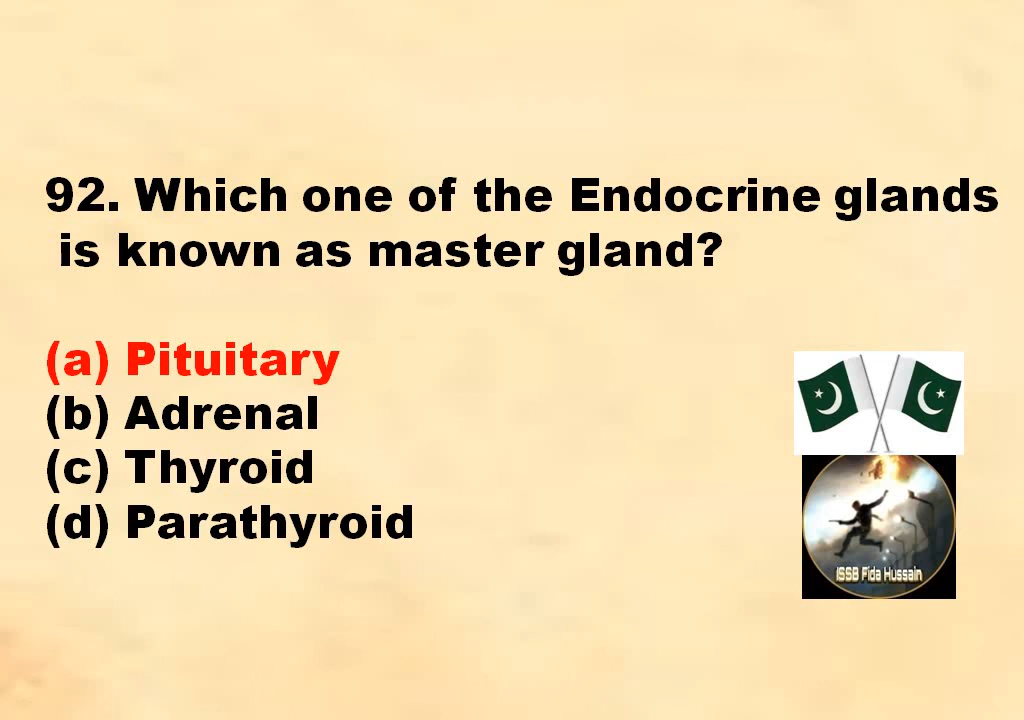 92. Which one of the Endocrine glands
is known as master gland?
(a) Pituitary
(b) Adrenal
(c) Thyroid
(d) Parathyroid
ISSB Fida Hussain